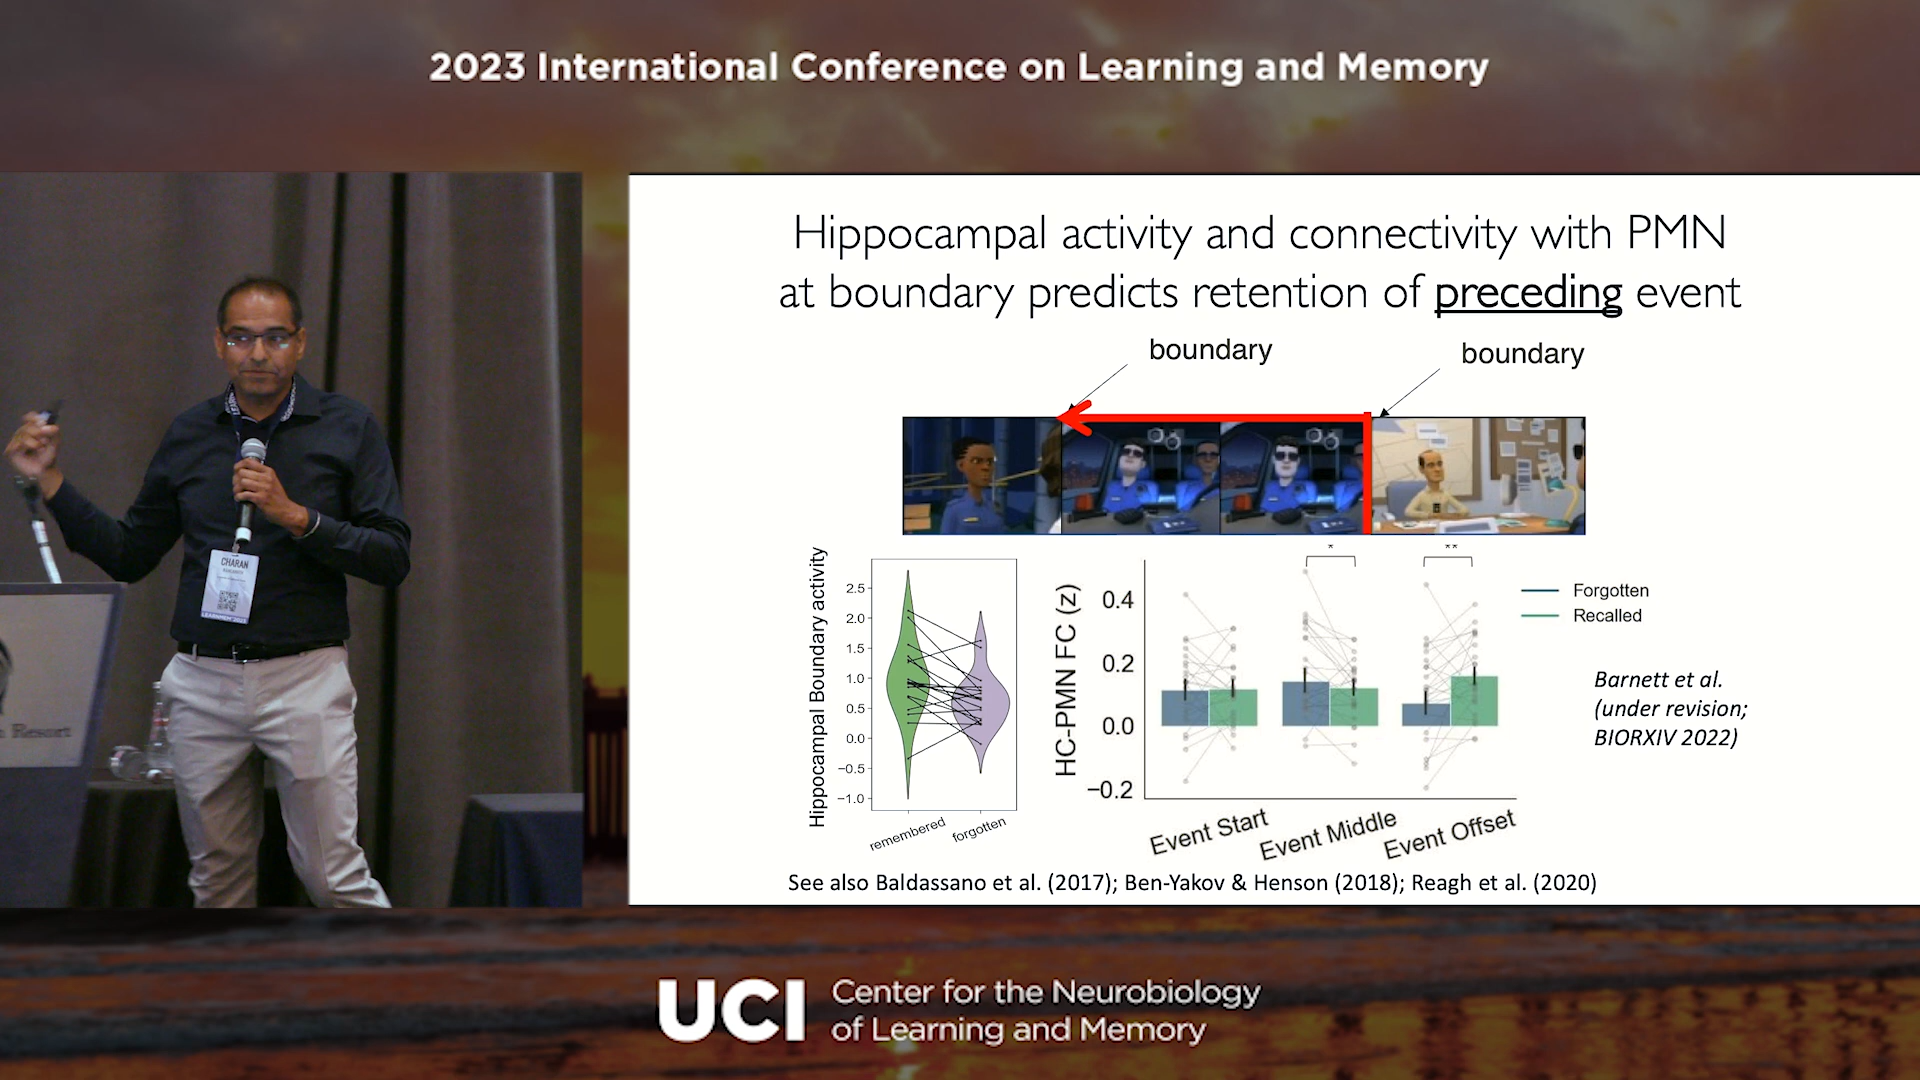 2023 International Conference on Learning and Memory
Hippocampal activity and connectivity with PMN
at boundary predicts retention of preceding event
boundary
boundary
Hippocampal Boundary activity
2.5
2.0
1.5
1.0
0.5
0.0
−0.5
−1.0
remembered
forgotten
HC-PMN FC (z)
0.4
0.2
0.0
−0.2
*
**
Event Start
Event Middle
Event Offset
Forgotten
Recalled
Barnett et al.
(under revision;
BIORXIV 2022)
See also Baldassano et al. (2017); Ben-Yakov & Henson (2018); Reagh et al. (2020)
CHARAN
Resort
UCI
Center for the Neurobiology
of Learning and Memory